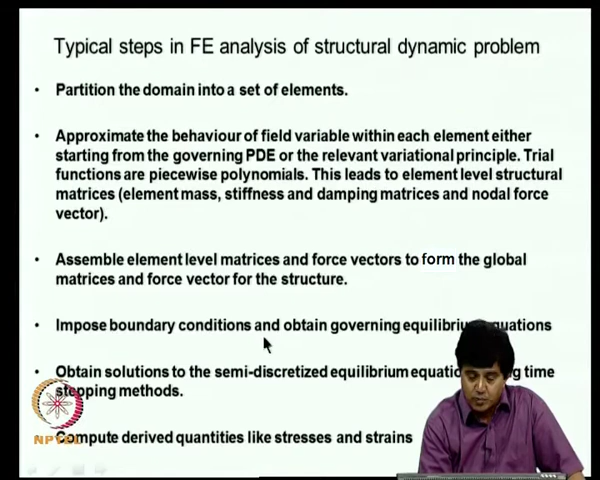 Typical steps in FE analysis of structural dynamic problem
• Partition the domain into a set of elements.
• Approximate the behaviour of field variable within each element either
starting from the governing PDE or the relevant variational principle. Trial
functions are piecewise polynomials. This leads to element level structural
matrices (element mass, stiffness and damping matrices and nodal force
vector).
• Assemble element level matrices and force vectors to form the global
matrices and force vector for the structure.
• Impose boundary conditions and obtain governing equilibrium equations
• Obtain solutions to the semi-discretized equilibrium time
stepping methods.
Compute derived quantities like stresses and strains
NPTEL